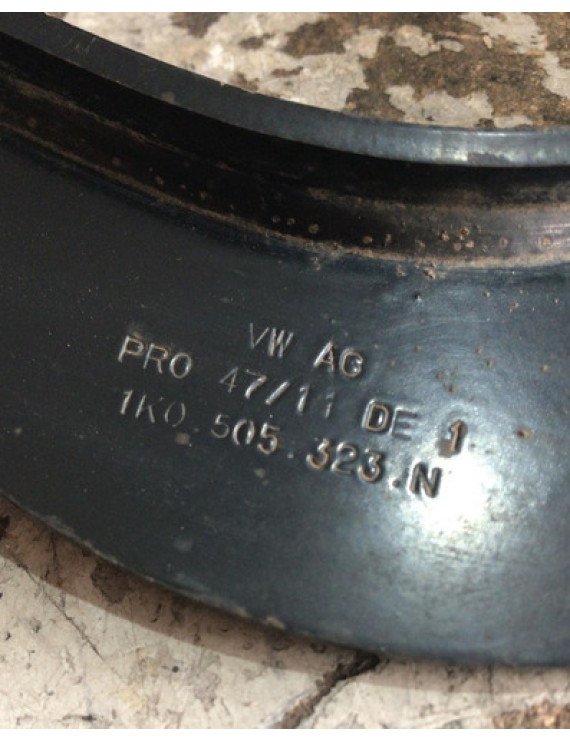 VW AG
PRO 47/11 DE 1
1K0.505.323.N